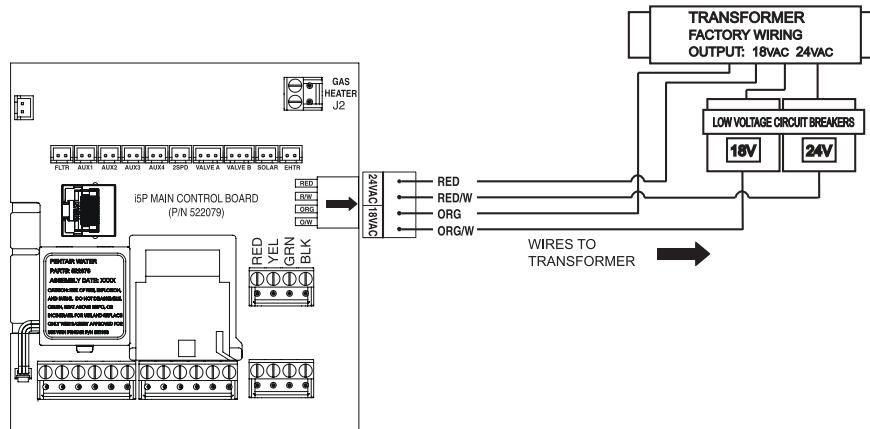 TRANSFORMER
FACTORY WIRING
OUTPUT: 18VAC 24VAC
GAS
HEATER
J2
LOW VOLTAGE CIRCUIT BREAKERS
18V
24V
FLTR
AUX1
AUX2
AUX3
AUX4
2SPD
VALVE A
VALVE B
SOLAR
EHTR
i5P MAIN CONTROL BOARD
(P/N 522079)
RED
R/W
ORG
O/W
24VAC
18VAC
RED
RED/W
ORG
ORG/W
WIRES TO
TRANSFORMER
RED
YEL
GRN
BLK
PENTAIR WATER
ASSEMBLY DATE: XXXX